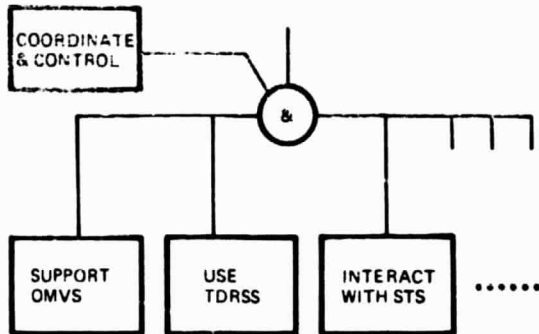 COORDINATE
& CONTROL
&
SUPPORT
OMVS
USE
TDRSS
INTERACT
WITH STS